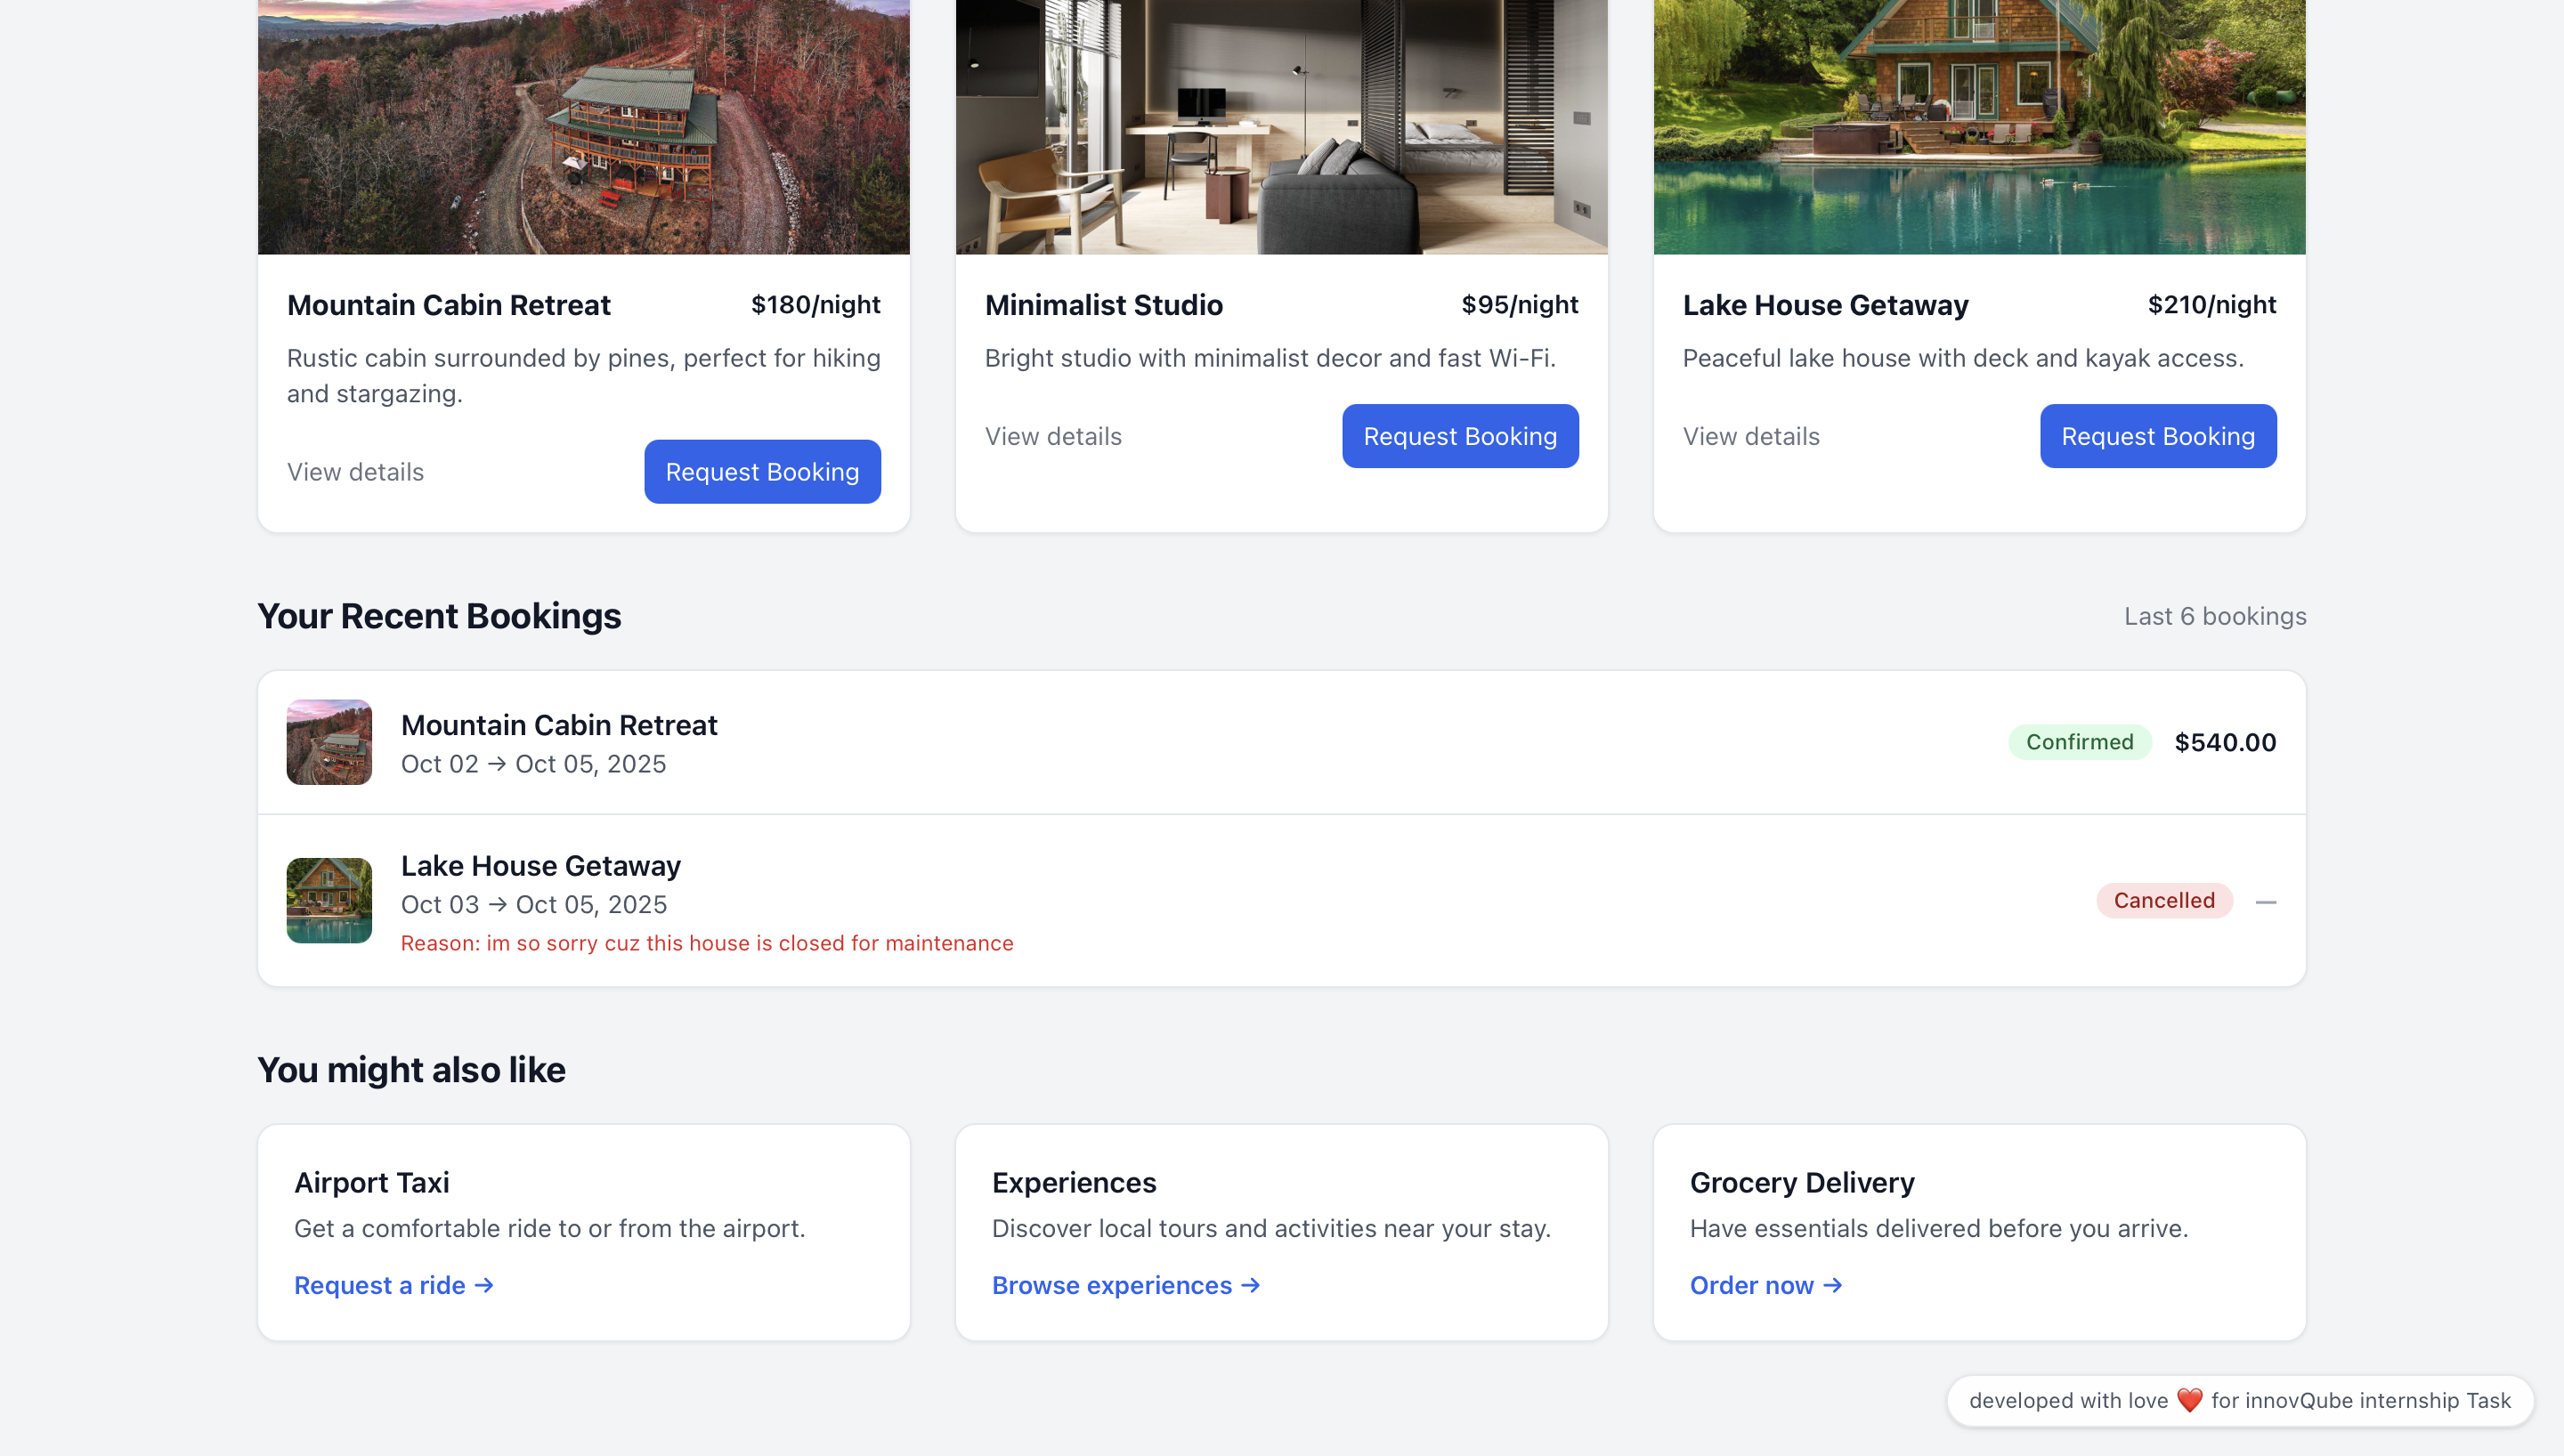 Mountain Cabin Retreat
$180/night
Rustic cabin surrounded by pines, perfect for hiking
and stargazing.
View details
Request Booking
Minimalist Studio
$95/night
Bright studio with minimalist decor and fast Wi-Fi.
View details
Request Booking
Lake House Getaway
$210/night
Peaceful lake house with deck and kayak access.
View details
Request Booking
Your Recent Bookings
Last 6 bookings
Mountain Cabin Retreat
Oct 02 → Oct 05, 2025
Confirmed
$540.00
Lake House Getaway
Oct 03 → Oct 05, 2025
Reason: im so sorry cuz this house is closed for maintenance
Cancelled
—
You might also like
Airport Taxi
Get a comfortable ride to or from the airport.
Request a ride →
Experiences
Discover local tours and activities near your stay.
Browse experiences →
Grocery Delivery
Have essentials delivered before you arrive.
Order now →
developed with love ❤️ for innovQube internship Task